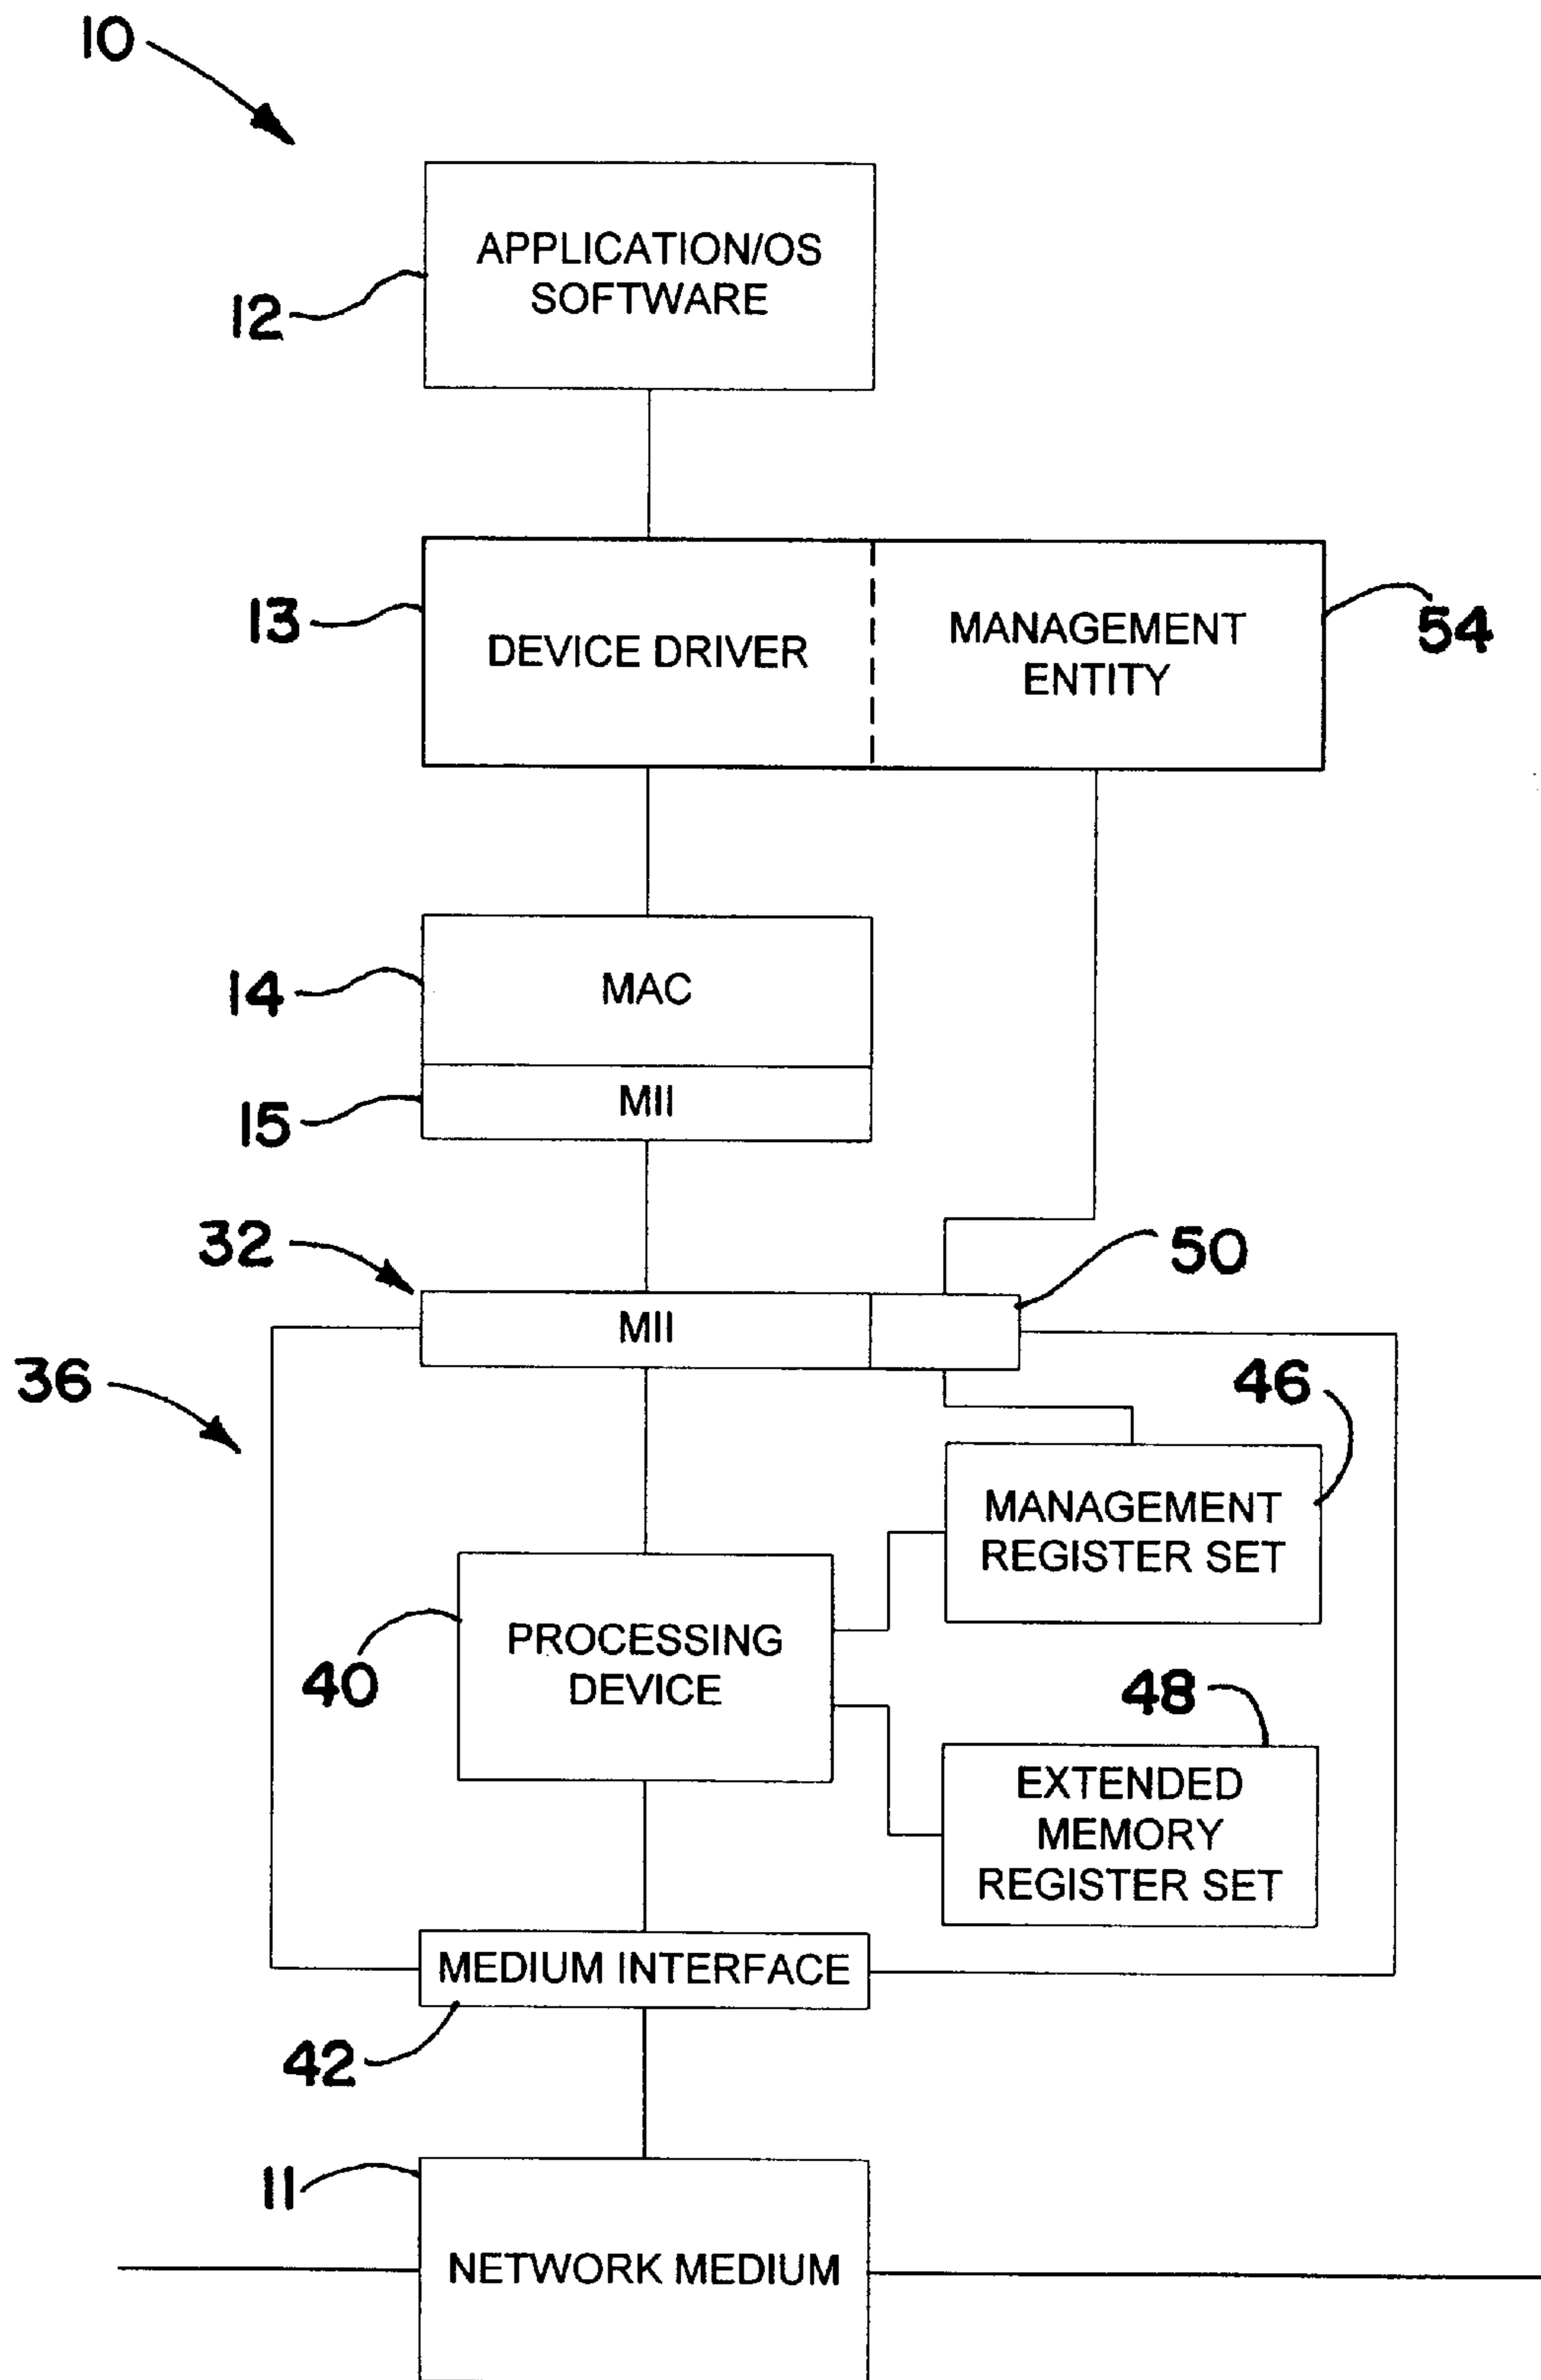 10
APPLICATION/OS
SOFTWARE
12
13
DEVICE DRIVER
MANAGEMENT
ENTITY
54
14
MAC
15
MII
32
MII
50
36
46
MANAGEMENT
REGISTER SET
40
PROCESSING
DEVICE
48
EXTENDED
MEMORY
REGISTER SET
MEDIUM INTERFACE
42
11
NETWORK MEDIUM